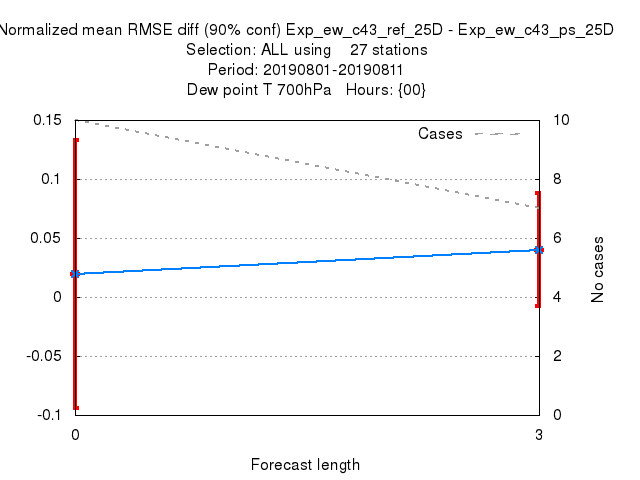 Normalized mean RMSE diff (90% conf) Exp_ew_c43_ref_25D - Exp_ew_c43_ps_25D
Selection: ALL using    27 stations
Period: 20190801-20190811
Dew point T 700hPa   Hours: {00}
Cases
0.15
0.1
0.05
0
-0.05
-0.1
10
8
6
4
2
0
No cases
0
3
Forecast length